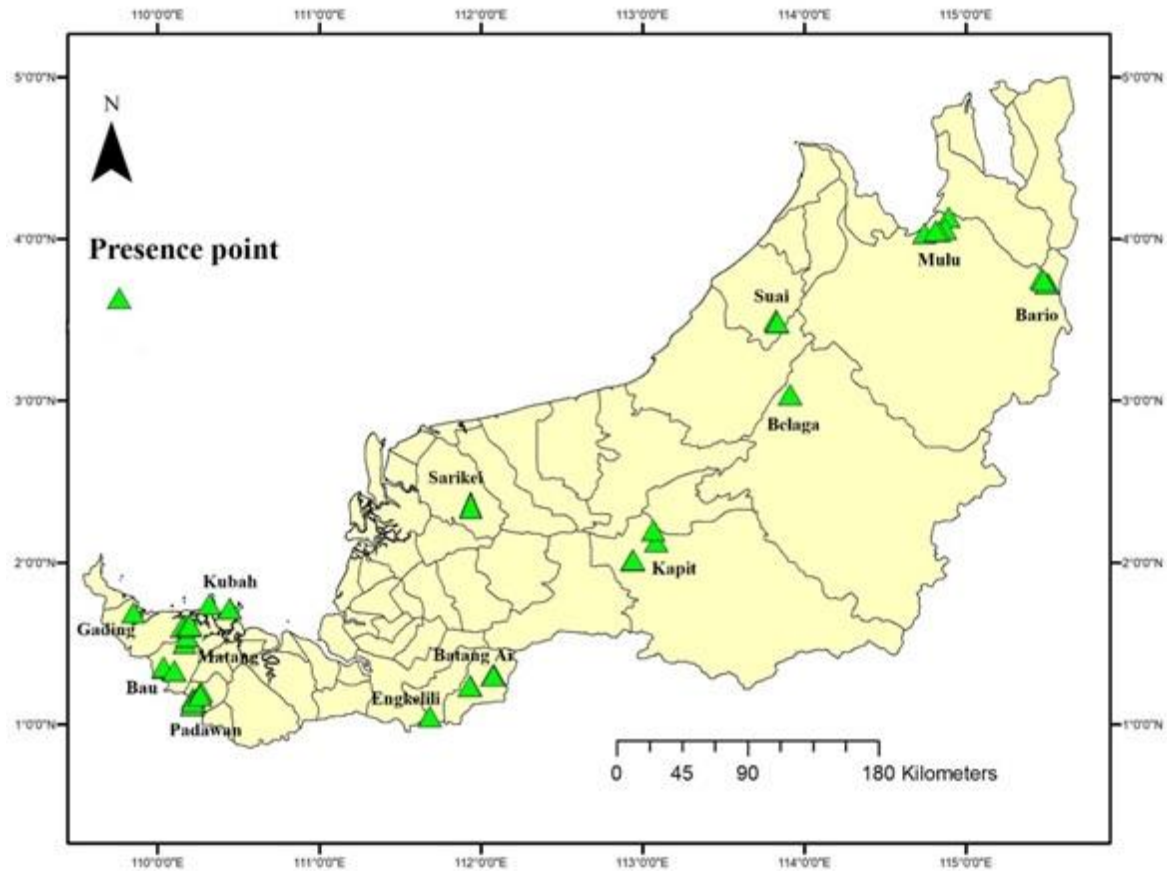 110°0'0"E 111°0'0"E 112°0'0"E 113°0'0"E 114°0'0"E 115°0'0"E
5°0'0"N 5°0'0"N
N
4°0'0"N 4°0'0"N
Presence point
Mulu
Suai
Bario
3°0'0"N 3°0'0"N
Belaga
Sarikei
2°0'0"N 2°0'0"N
Kapit
Kubah
Gading
Matang
Batang Ai
Bau
Engkelili
1°0'0"N 1°0'0"N
Padawan
0 45 90 180 Kilometers
110°0'0"E 111°0'0"E 112°0'0"E 113°0'0"E 114°0'0"E 115°0'0"E